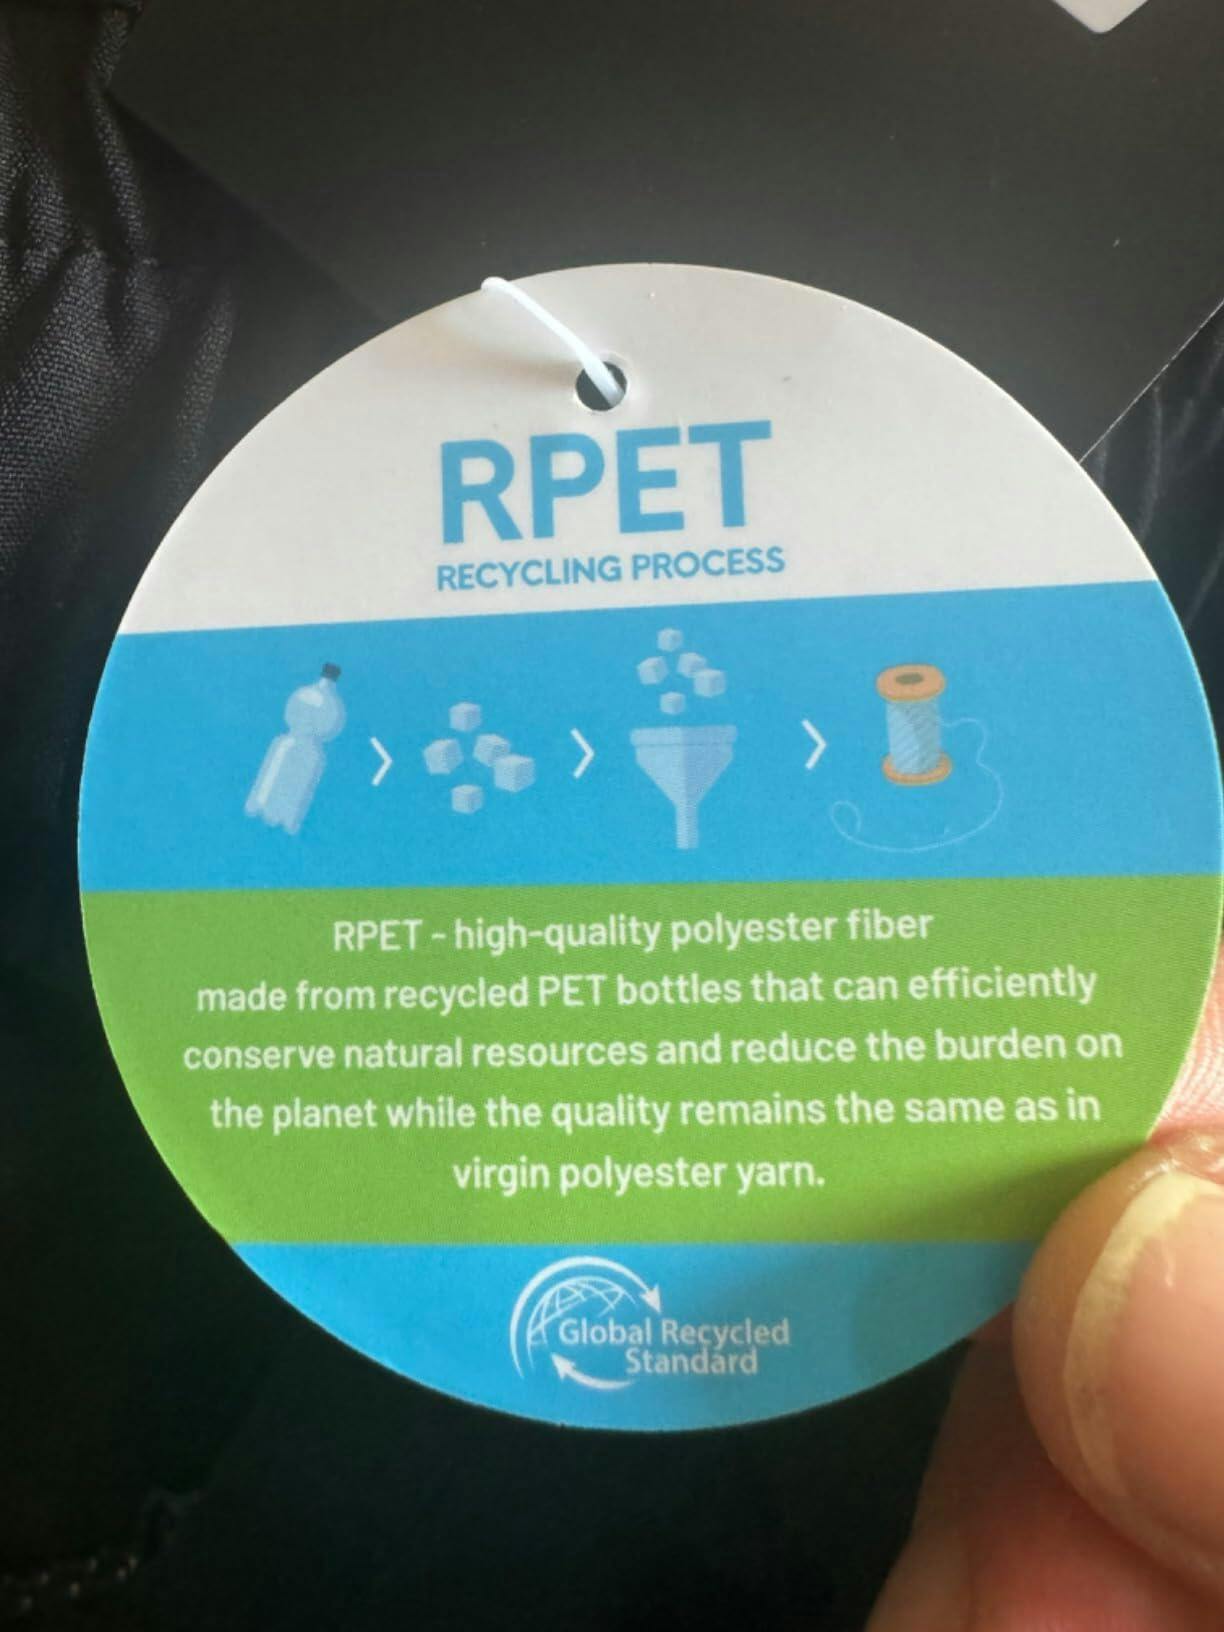 RPET
RECYCLING PROCESS
RPET - high-quality polyester fiber
made from recycled PET bottles that can efficiently
conserve natural resources and reduce the burden on
the planet while the quality remains the same as in
virgin polyester yarn.
Global Recycled
Standard